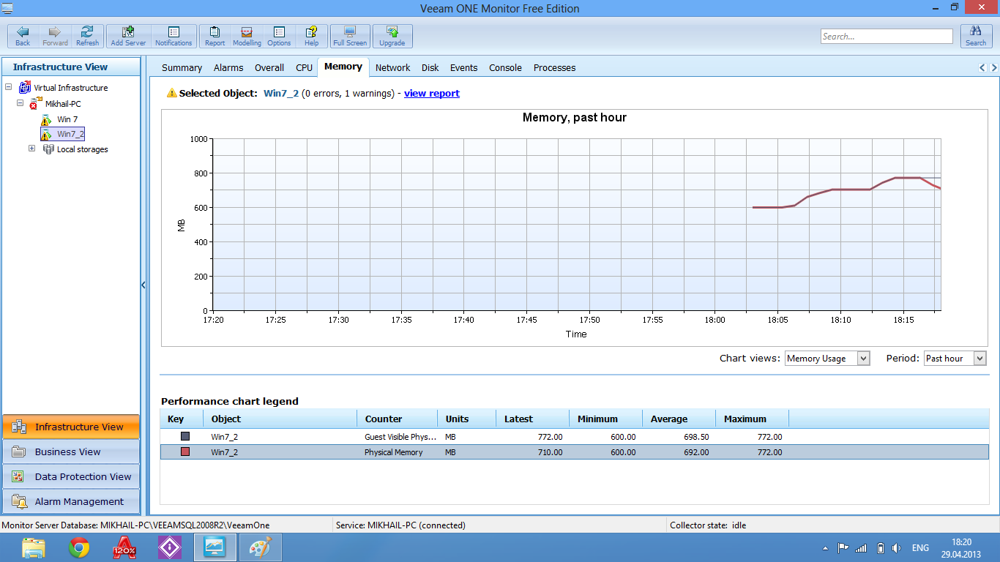 Veeam ONE Monitor Free Edition
Back Forward Refresh Add Server Notifications Report Modelling Options Help Full Screen Upgrade Search... Search
Infrastructure View
Summary Alarms Overall CPU Memory Network Disk Events Console Processes
Virtual Infrastructure
Mikhail-PC
Win 7
Win7_2
Local storages
Selected Object: Win7_2 (0 errors, 1 warnings) - view report
Memory, past hour
1000
800
600
400
200
0
MB
17:20 17:25 17:30 17:35 17:40 17:45 17:50 17:55 18:00 18:05 18:10 18:15
Time
Chart views: Memory Usage Period: Past hour
Performance chart legend
Key Object Counter Units Latest Minimum Average Maximum
Win7_2 Guest Visible Phys... MB 772.00 600.00 698.50 772.00
Win7_2 Physical Memory MB 710.00 600.00 692.00 772.00
Infrastructure View
Business View
Data Protection View
Alarm Management
Monitor Server Database: MIKHAIL-PC\VEEAMSQL2008R2\VeeamOne Service: MIKHAIL-PC (connected) Collector state: idle
120%
ENG
18:20
29.04.2013